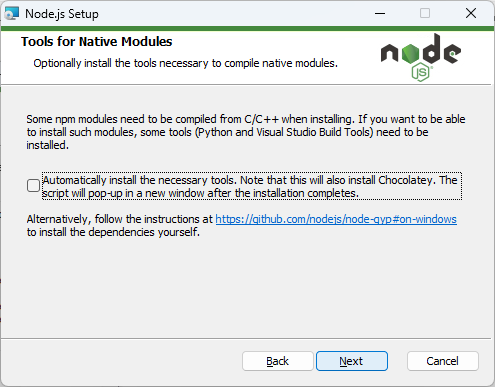 Node.js Setup
Tools for Native Modules
Optionally install the tools necessary to compile native modules.
node
JS
Some npm modules need to be compiled from C/C++ when installing. If you want to be able
to install such modules, some tools (Python and Visual Studio Build Tools) need to be
installed.
Automatically install the necessary tools. Note that this will also install Chocolatey. The
script will pop-up in a new window after the installation completes.
Alternatively, follow the instructions at https://github.com/nodejs/node-gyp#on-windows
to install the dependencies yourself.
Back
Next
Cancel